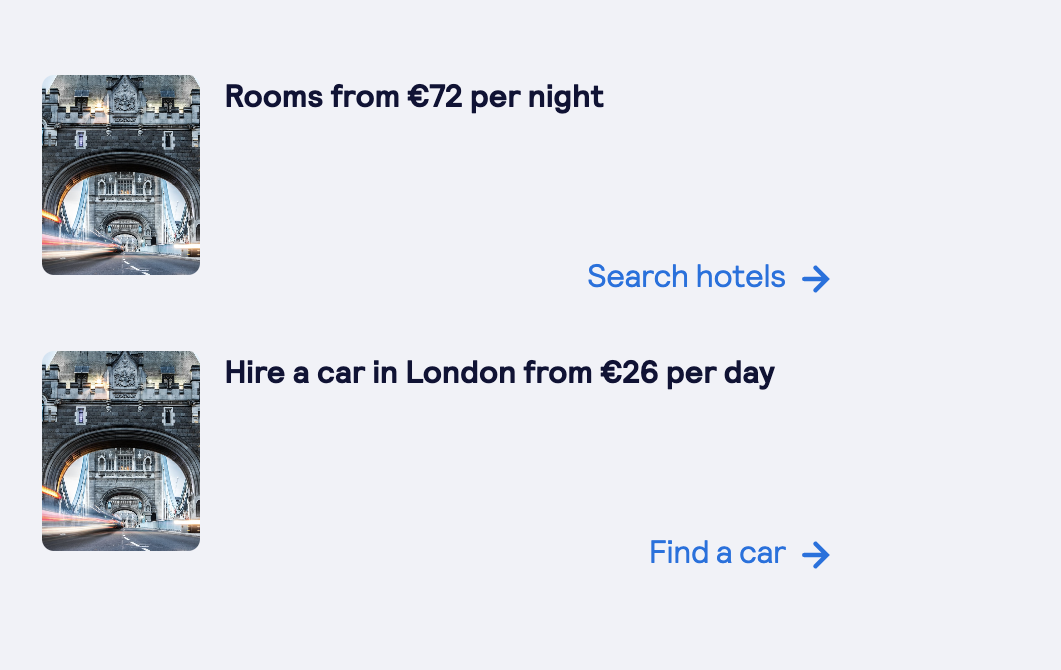 Rooms from €72 per night
Search hotels
Hire a car in London from €26 per day
Find a car